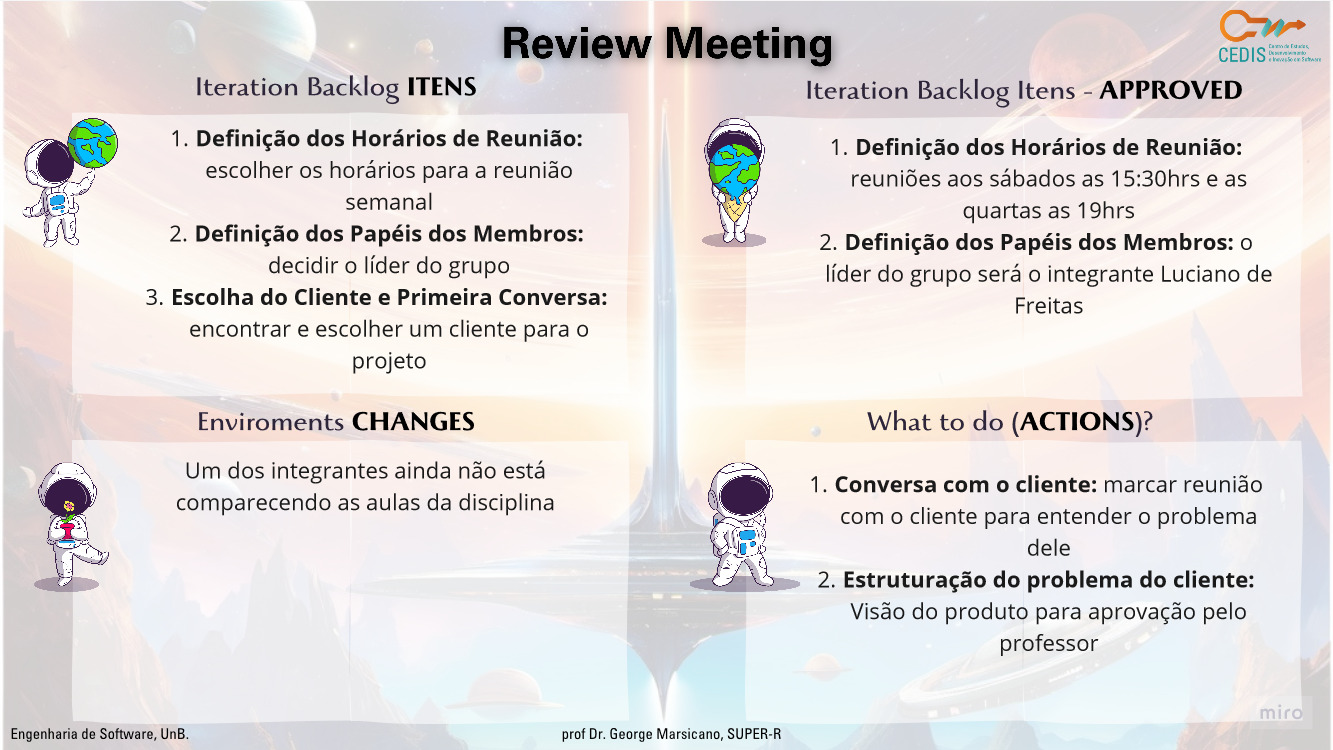 Review Meeting
CEDIS
Centro de Estudos,
Desenvolvimento
e Inovação em Software
Iteration Backlog ITENS
1. Definição dos Horários de Reunião:
escolher os horários para a reunião
semanal
2. Definição dos Papéis dos Membros:
decidir o líder do grupo
3. Escolha do Cliente e Primeira Conversa:
encontrar e escolher um cliente para o
projeto
Iteration Backlog Itens - APPROVED
1. Definição dos Horários de Reunião:
reuniões aos sábados as 15:30hrs e as
quartas as 19hrs
2. Definição dos Papéis dos Membros: o
líder do grupo será o integrante Luciano de
Freitas
Enviroments CHANGES
Um dos integrantes ainda não está
comparecendo as aulas da disciplina
What to do (ACTIONS)?
1. Conversa com o cliente: marcar reunião
com o cliente para entender o problema
dele
2. Estruturação do problema do cliente:
Visão do produto para aprovação pelo
professor
miro
Engenharia de Software, UnB.
prof Dr. George Marsicano, SUPER-R